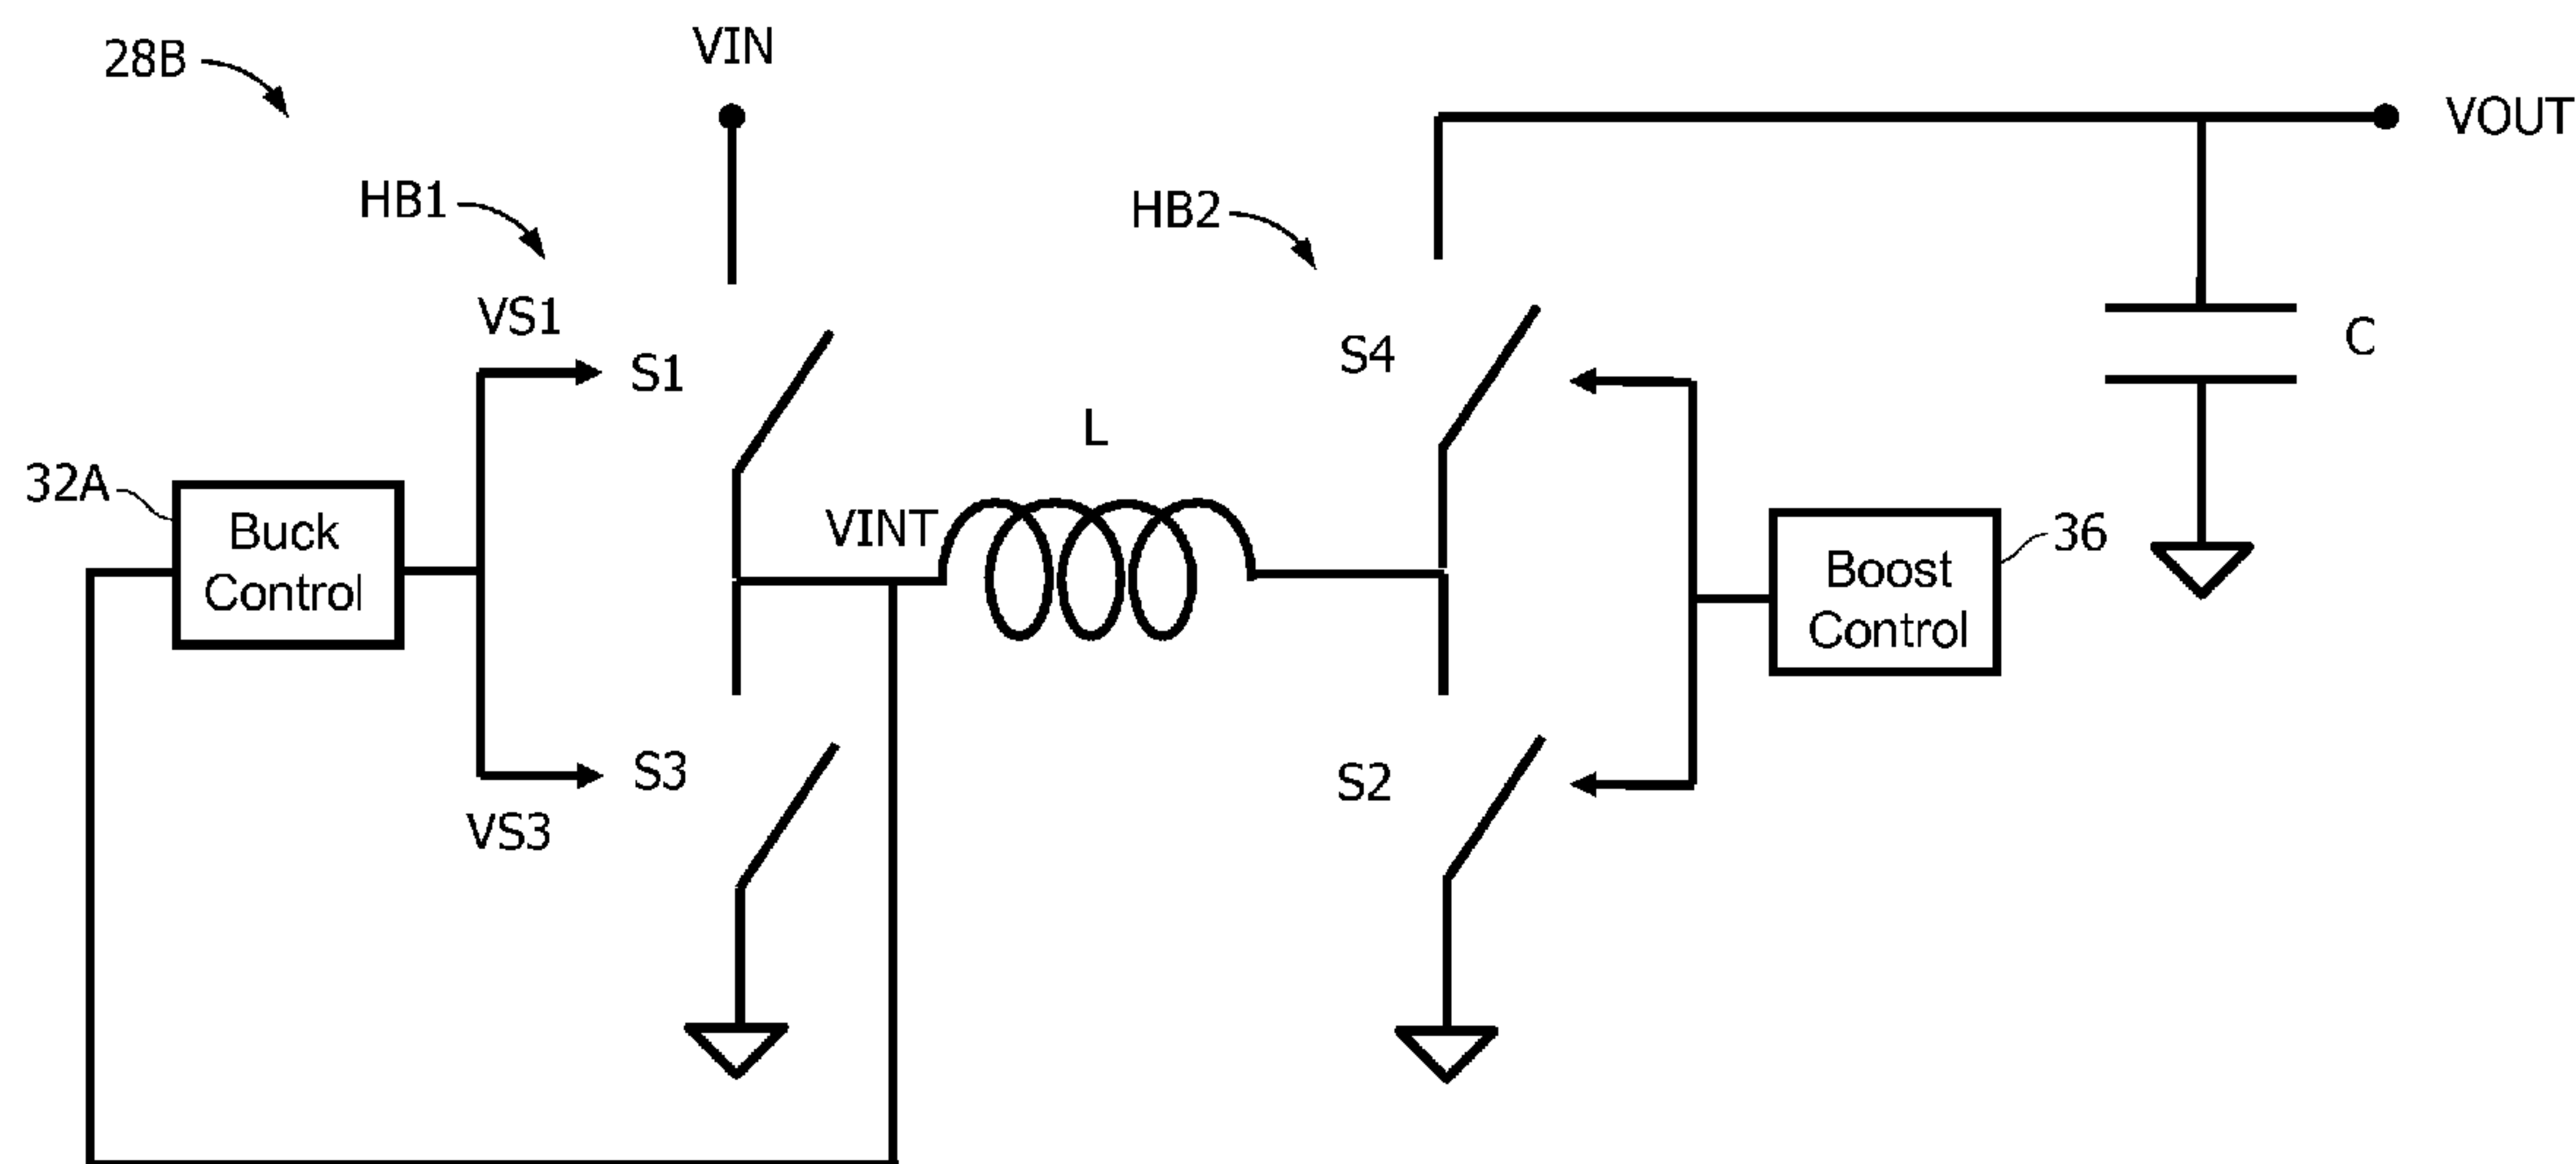 28B
VIN
VOUT
HB1
HB2
VS1
S1
S4
C
L
32A
Buck
Control
VINT
Boost
Control
36
S3
S2
VS3